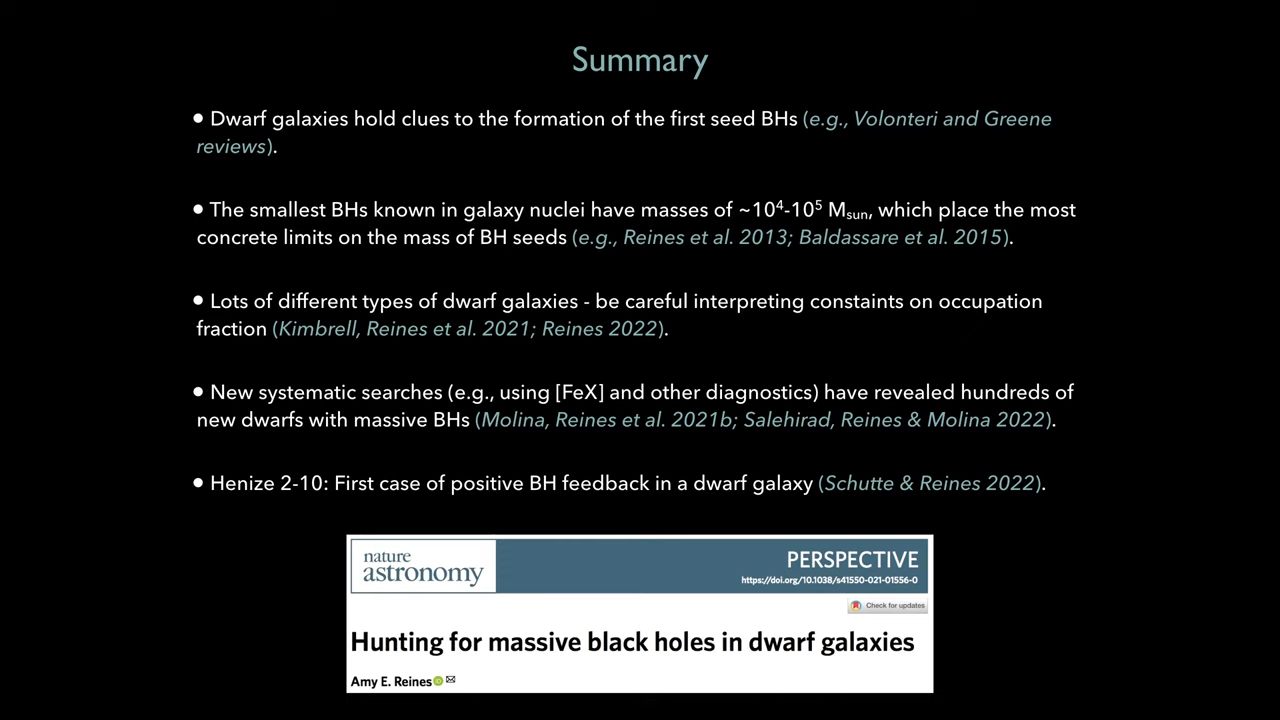 Summary
• Dwarf galaxies hold clues to the formation of the first seed BHs (e.g., Volonteri and Greene
reviews).
• The smallest BHs known in galaxy nuclei have masses of ~10⁴-10⁵ Msun, which place the most
concrete limits on the mass of BH seeds (e.g., Reines et al. 2013; Baldassare et al. 2015).
• Lots of different types of dwarf galaxies - be careful interpreting constaints on occupation
fraction (Kimbrell, Reines et al. 2021; Reines 2022).
• New systematic searches (e.g., using [FeX] and other diagnostics) have revealed hundreds of
new dwarfs with massive BHs (Molina, Reines et al. 2021b; Salehirad, Reines & Molina 2022).
• Henize 2-10: First case of positive BH feedback in a dwarf galaxy (Schutte & Reines 2022).
nature
astronomy
PERSPECTIVE
https://doi.org/10.1038/s41550-021-01556-0
Check for updates
Hunting for massive black holes in dwarf galaxies
Amy E. Reines